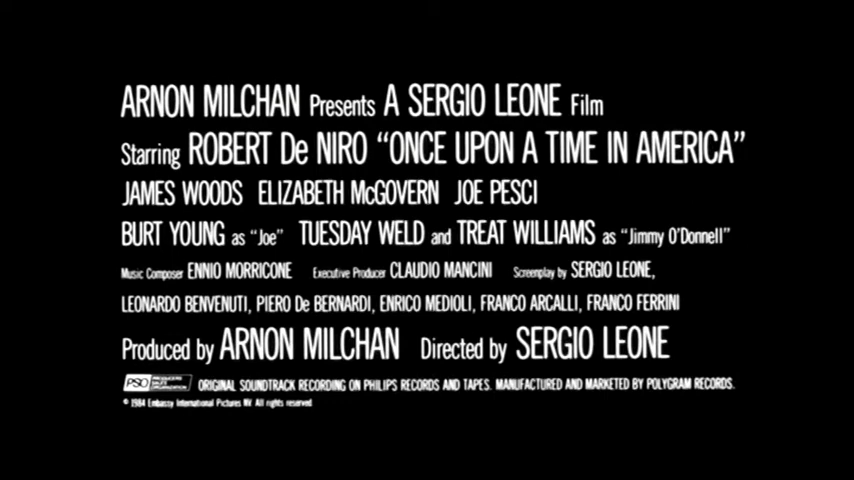 ARNON MILCHAN Presents A SERGIO LEONE Film
Starring ROBERT De NIRO “ONCE UPON A TIME IN AMERICA”
JAMES WOODS ELIZABETH McGOVERN JOE PESCI
BURT YOUNG as “Joe” TUESDAY WELD and TREAT WILLIAMS as “Jimmy O'Donnell”
Music Composer ENNIO MORRICONE Executive Producer CLAUDIO MANCINI Screenplay by SERGIO LEONE,
LEONARDO BENVENUTI, PIERO De BERNARDI, ENRICO MEDIOLI, FRANCO ARCALLI, FRANCO FERRINI
Produced by ARNON MILCHAN Directed by SERGIO LEONE
PSO PRODUCERS SALES ORGANIZATION ORIGINAL SOUNDTRACK RECORDING ON PHILIPS RECORDS AND TAPES. MANUFACTURED AND MARKETED BY POLYGRAM RECORDS.
© 1984 Embassy International Pictures NV All rights reserved